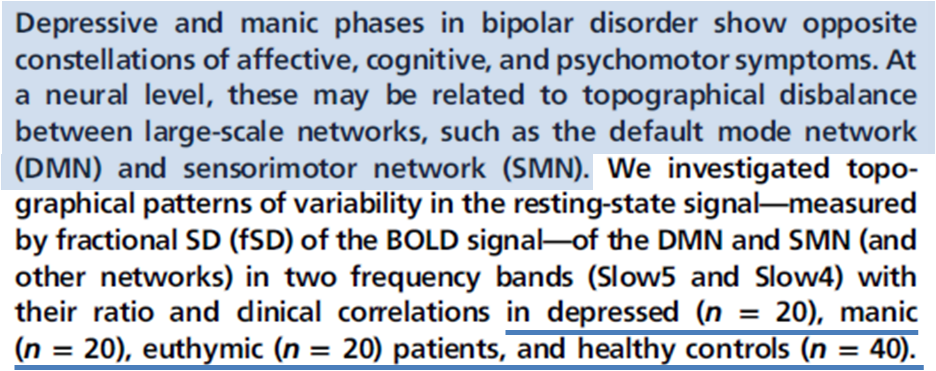 Depressive and manic phases in bipolar disorder show opposite
constellations of affective, cognitive, and psychomotor symptoms. At
a neural level, these may be related to topographical disbalance
between large-scale networks, such as the default mode network
(DMN) and sensorimotor network (SMN). We investigated topo-
graphical patterns of variability in the resting-state signal—measured
by fractional SD (fSD) of the BOLD signal—of the DMN and SMN (and
other networks) in two frequency bands (Slow5 and Slow4) with
their ratio and clinical correlations in depressed (n = 20), manic
(n = 20), euthymic (n = 20) patients, and healthy controls (n = 40).